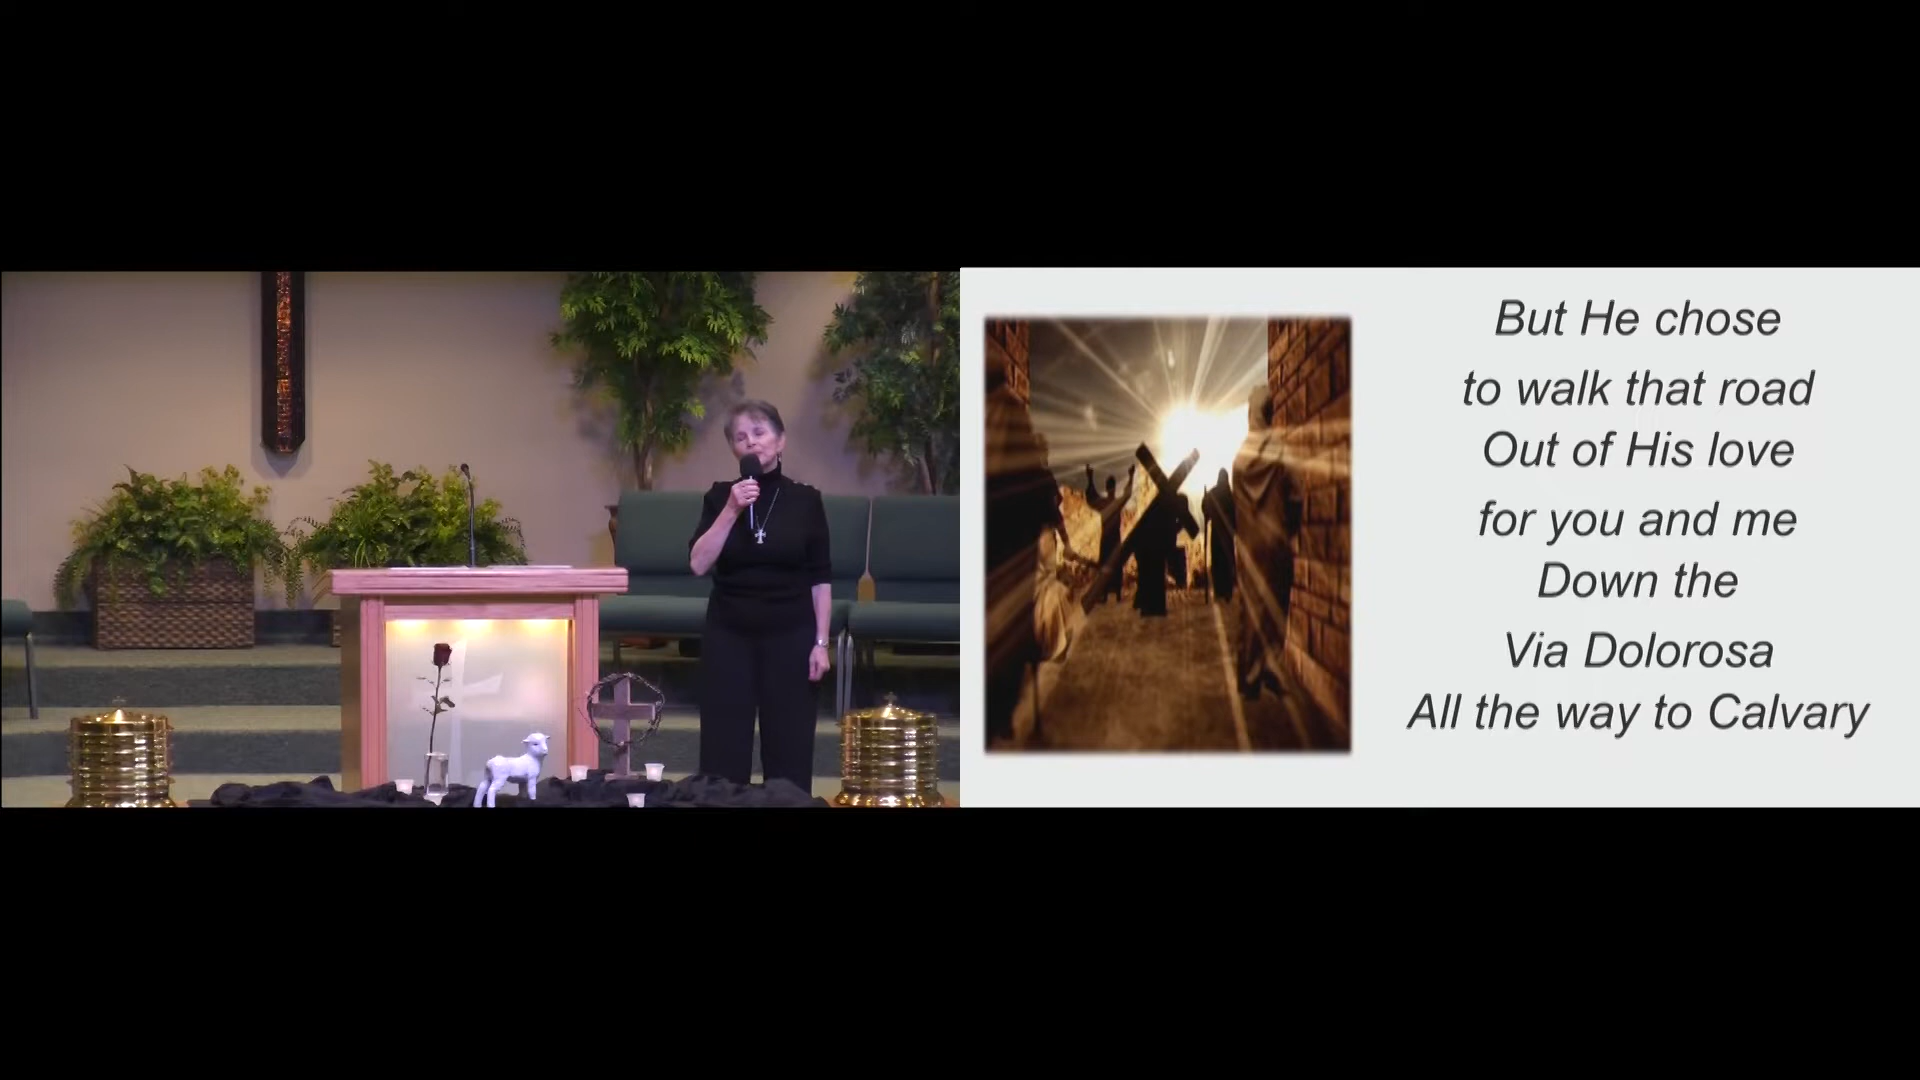 But He chose
to walk that road
Out of His love
for you and me
Down the
Via Dolorosa
All the way to Calvary